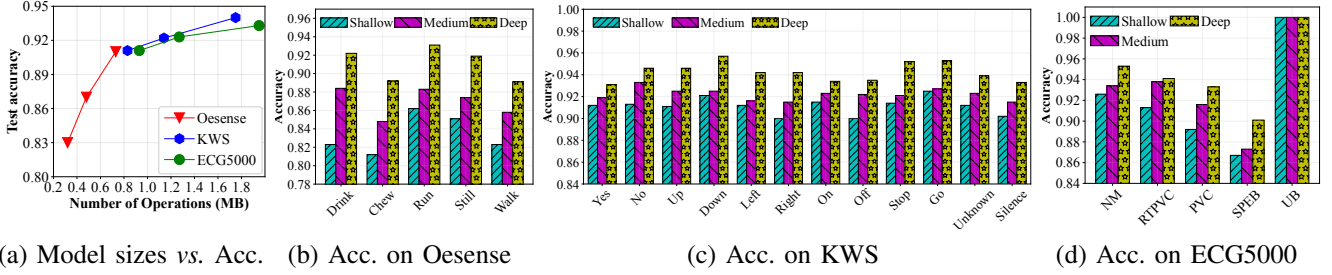 0.95
0.92
0.89
0.86
0.83
0.80
Test accuracy
Oesense
KWS
ECG5000
0.2 0.4 0.6 0.8 1.0 1.2 1.4 1.6 1.8
Number of Operations (MB)
(a) Model sizes vs. Acc.
0.96
0.94
0.92
0.90
0.88
0.86
0.84
0.82
0.80
0.78
Accuracy
Shallow Medium Deep
Drink Chew Run Still Walk
(b) Acc. on Oesense
1.00
0.98
0.96
0.94
0.92
0.90
0.88
0.86
0.84
Accuracy
Shallow Medium Deep
Yes No Up Down Left Right On Off Stop Go Unknown Silence
(c) Acc. on KWS
1.00
0.98
0.96
0.94
0.92
0.90
0.88
0.86
0.84
Accuracy
Shallow Deep
Medium
NM RTPVC PVC SPEB UB
(d) Acc. on ECG5000